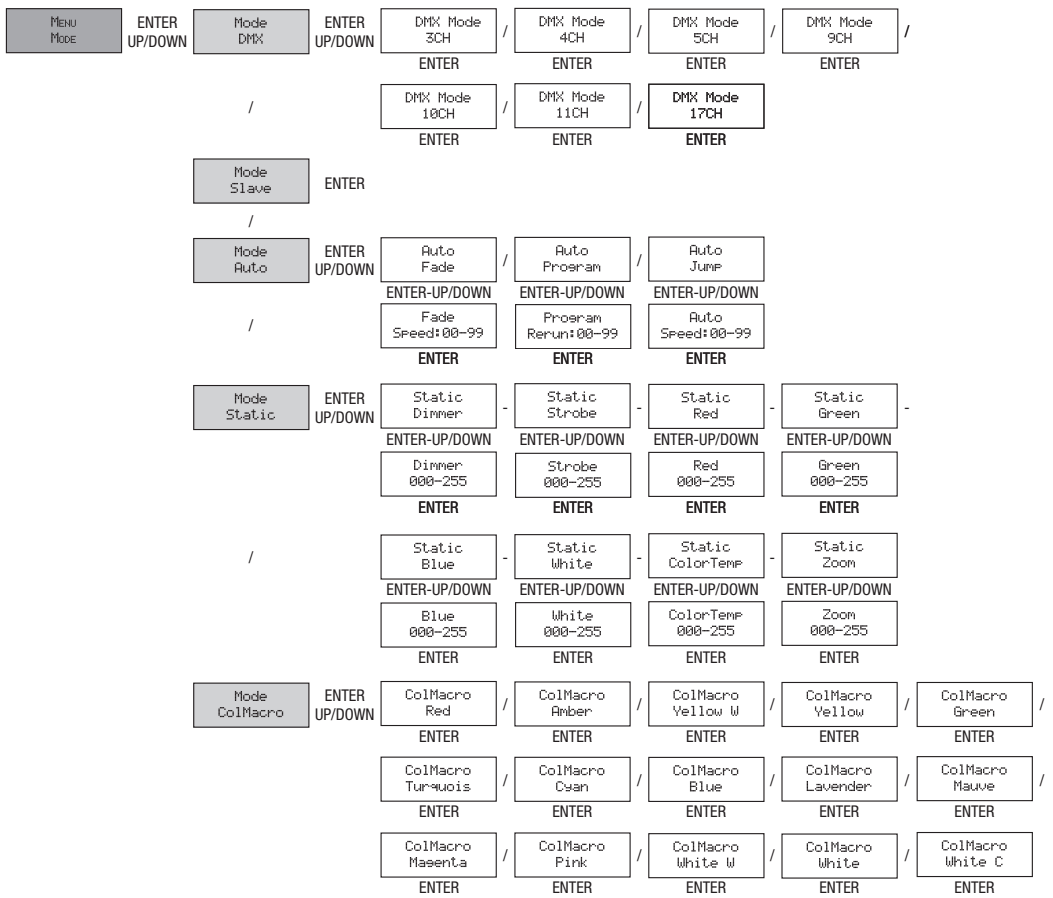 MENU MODE ENTER UP/DOWN Mode DMX ENTER UP/DOWN DMX Mode 3CH / DMX Mode 4CH / DMX Mode 5CH / DMX Mode 9CH /
ENTER ENTER ENTER ENTER
/ DMX Mode 10CH / DMX Mode 11CH / DMX Mode 17CH
ENTER ENTER ENTER
Mode Slave ENTER
/
Mode Auto ENTER UP/DOWN Auto Fade / Auto Program / Auto Jump
ENTER-UP/DOWN ENTER-UP/DOWN ENTER-UP/DOWN
/ Fade Speed:00-99 Program Rerun:00-99 Auto Speed:00-99
ENTER ENTER ENTER
Mode Static ENTER UP/DOWN Static Dimmer - Static Strobe - Static Red - Static Green -
ENTER-UP/DOWN ENTER-UP/DOWN ENTER-UP/DOWN ENTER-UP/DOWN
Dimmer 000-255 Strobe 000-255 Red 000-255 Green 000-255
ENTER ENTER ENTER ENTER
/ Static Blue - Static White - Static ColorTemp - Static Zoom
ENTER-UP/DOWN ENTER-UP/DOWN ENTER-UP/DOWN ENTER-UP/DOWN
Blue 000-255 White 000-255 ColorTemp 000-255 Zoom 000-255
ENTER ENTER ENTER ENTER
Mode ColMacro ENTER UP/DOWN ColMacro Red / ColMacro Amber / ColMacro Yellow W / ColMacro Yellow / ColMacro Green /
ENTER ENTER ENTER ENTER ENTER
ColMacro Turquois / ColMacro Cyan / ColMacro Blue / ColMacro Lavender / ColMacro Mauve /
ENTER ENTER ENTER ENTER ENTER
ColMacro Magenta / ColMacro Pink / ColMacro White W / ColMacro White / ColMacro White C
ENTER ENTER ENTER ENTER ENTER